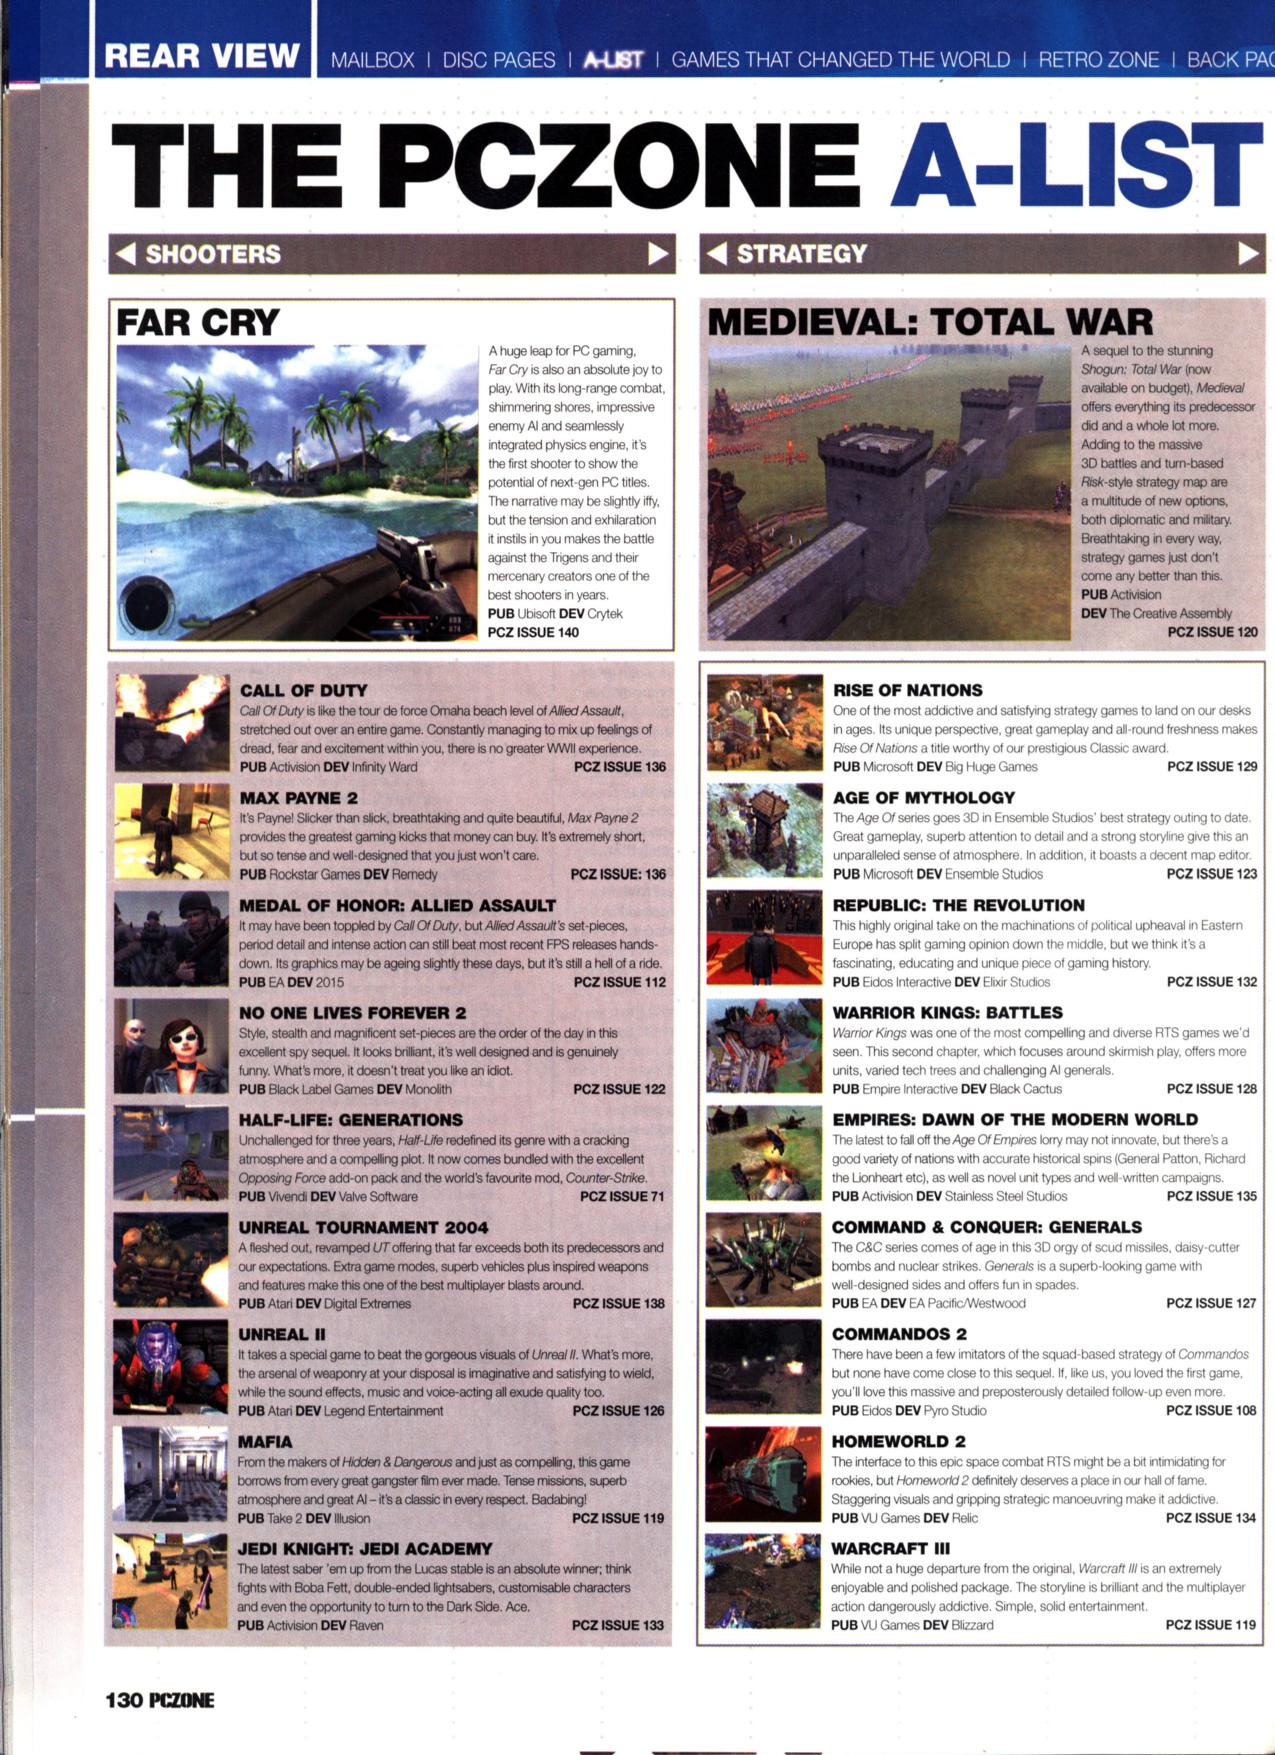 REAR VIEW
MAILBOX | DISC PAGES | A-LIST | GAMES THAT CHANGED THE WORLD | RETRO ZONE | BACK PAG
THE PCZONE A-LIST
SHOOTERS
FAR CRY
A huge leap for PC gaming,
Far Cry is also an absolute joy to
play. With its long-range combat,
shimmering shores, impressive
enemy AI and seamlessly
integrated physics engine, it's
the first shooter to show the
potential of next-gen PC titles.
The narrative may be slightly iffy,
but the tension and exhilaration
it instils in you makes the battle
against the Trigens and their
mercenary creators one of the
best shooters in years.
PUB Ubisoft DEV Crytek
PCZ ISSUE 140
CALL OF DUTY
Call Of Duty is like the tour de force Omaha beach level of Allied Assault,
stretched out over an entire game. Constantly managing to mix up feelings of
dread, fear and excitement within you, there is no greater WWII experience.
PUB Activision DEV Infinity Ward PCZ ISSUE 136
MAX PAYNE 2
It's Payne! Slicker than slick, breathtaking and quite beautiful, Max Payne 2
provides the greatest gaming kicks that money can buy. It's extremely short,
but so tense and well-designed that you just won't care.
PUB Rockstar Games DEV Remedy PCZ ISSUE: 136
MEDAL OF HONOR: ALLIED ASSAULT
It may have been toppled by Call Of Duty, but Allied Assault's set-pieces,
period detail and intense action can still beat most recent FPS releases hands-
down. Its graphics may be ageing slightly these days, but it's still a hell of a ride.
PUB EA DEV 2015 PCZ ISSUE 112
NO ONE LIVES FOREVER 2
Style, stealth and magnificent set-pieces are the order of the day in this
excellent spy sequel. It looks brilliant, it's well designed and is genuinely
funny. What's more, it doesn't treat you like an idiot.
PUB Black Label Games DEV Monolith PCZ ISSUE 122
HALF-LIFE: GENERATIONS
Unchallenged for three years, Half-Life redefined its genre with a cracking
atmosphere and a compelling plot. It now comes bundled with the excellent
Opposing Force add-on pack and the world's favourite mod, Counter-Strike.
PUB Vivendi DEV Valve Software PCZ ISSUE 71
UNREAL TOURNAMENT 2004
A fleshed out, revamped UT offering that far exceeds both its predecessors and
our expectations. Extra game modes, superb vehicles plus inspired weapons
and features make this one of the best multiplayer blasts around.
PUB Atari DEV Digital Extremes PCZ ISSUE 138
UNREAL II
It takes a special game to beat the gorgeous visuals of Unreal II. What's more,
the arsenal of weaponry at your disposal is imaginative and satisfying to wield,
while the sound effects, music and voice-acting all exude quality too.
PUB Atari DEV Legend Entertainment PCZ ISSUE 126
MAFIA
From the makers of Hidden & Dangerous and just as compelling, this game
borrows from every great gangster film ever made. Tense missions, superb
atmosphere and great AI – it's a classic in every respect. Badabing!
PUB Take 2 DEV Illusion PCZ ISSUE 119
JEDI KNIGHT: JEDI ACADEMY
The latest saber 'em up from the Lucas stable is an absolute winner; think
fights with Boba Fett, double-ended lightsabers, customisable characters
and even the opportunity to turn to the Dark Side. Ace.
PUB Activision DEV Raven PCZ ISSUE 133
STRATEGY
MEDIEVAL: TOTAL WAR
A sequel to the stunning
Shogun: Total War (now
available on budget), Medieval
offers everything its predecessor
did and a whole lot more.
Adding to the massive
3D battles and turn-based
Risk-style strategy map are
a multitude of new options,
both diplomatic and military.
Breathtaking in every way,
strategy games just don't
come any better than this.
PUB Activision
DEV The Creative Assembly
PCZ ISSUE 120
RISE OF NATIONS
One of the most addictive and satisfying strategy games to land on our desks
in ages. Its unique perspective, great gameplay and all-round freshness makes
Rise Of Nations a title worthy of our prestigious Classic award.
PUB Microsoft DEV Big Huge Games PCZ ISSUE 129
AGE OF MYTHOLOGY
The Age Of series goes 3D in Ensemble Studios' best strategy outing to date.
Great gameplay, superb attention to detail and a strong storyline give this an
unparalleled sense of atmosphere. In addition, it boasts a decent map editor.
PUB Microsoft DEV Ensemble Studios PCZ ISSUE 123
REPUBLIC: THE REVOLUTION
This highly original take on the machinations of political upheaval in Eastern
Europe has split gaming opinion down the middle, but we think it's a
fascinating, educating and unique piece of gaming history.
PUB Eidos Interactive DEV Elixir Studios PCZ ISSUE 132
WARRIOR KINGS: BATTLES
Warrior Kings was one of the most compelling and diverse RTS games we'd
seen. This second chapter, which focuses around skirmish play, offers more
units, varied tech trees and challenging AI generals.
PUB Empire Interactive DEV Black Cactus PCZ ISSUE 128
EMPIRES: DAWN OF THE MODERN WORLD
The latest to fall off the Age Of Empires lorry may not innovate, but there's a
good variety of nations with accurate historical spins (General Patton, Richard
the Lionheart etc), as well as novel unit types and well-written campaigns.
PUB Activision DEV Stainless Steel Studios PCZ ISSUE 135
COMMAND & CONQUER: GENERALS
The C&C series comes of age in this 3D orgy of scud missiles, daisy-cutter
bombs and nuclear strikes. Generals is a superb-looking game with
well-designed sides and offers fun in spades.
PUB EA DEV EA Pacific/Westwood PCZ ISSUE 127
COMMANDOS 2
There have been a few imitators of the squad-based strategy of Commandos
but none have come close to this sequel. If, like us, you loved the first game,
you'll love this massive and preposterously detailed follow-up even more.
PUB Eidos DEV Pyro Studio PCZ ISSUE 108
HOMEWORLD 2
The interface to this epic space combat RTS might be a bit intimidating for
rookies, but Homeworld 2 definitely deserves a place in our hall of fame.
Staggering visuals and gripping strategic manoeuvring make it addictive.
PUB VU Games DEV Relic PCZ ISSUE 134
WARCRAFT III
While not a huge departure from the original, Warcraft III is an extremely
enjoyable and polished package. The storyline is brilliant and the multiplayer
action dangerously addictive. Simple, solid entertainment.
PUB VU Games DEV Blizzard PCZ ISSUE 119
130 PCZONE